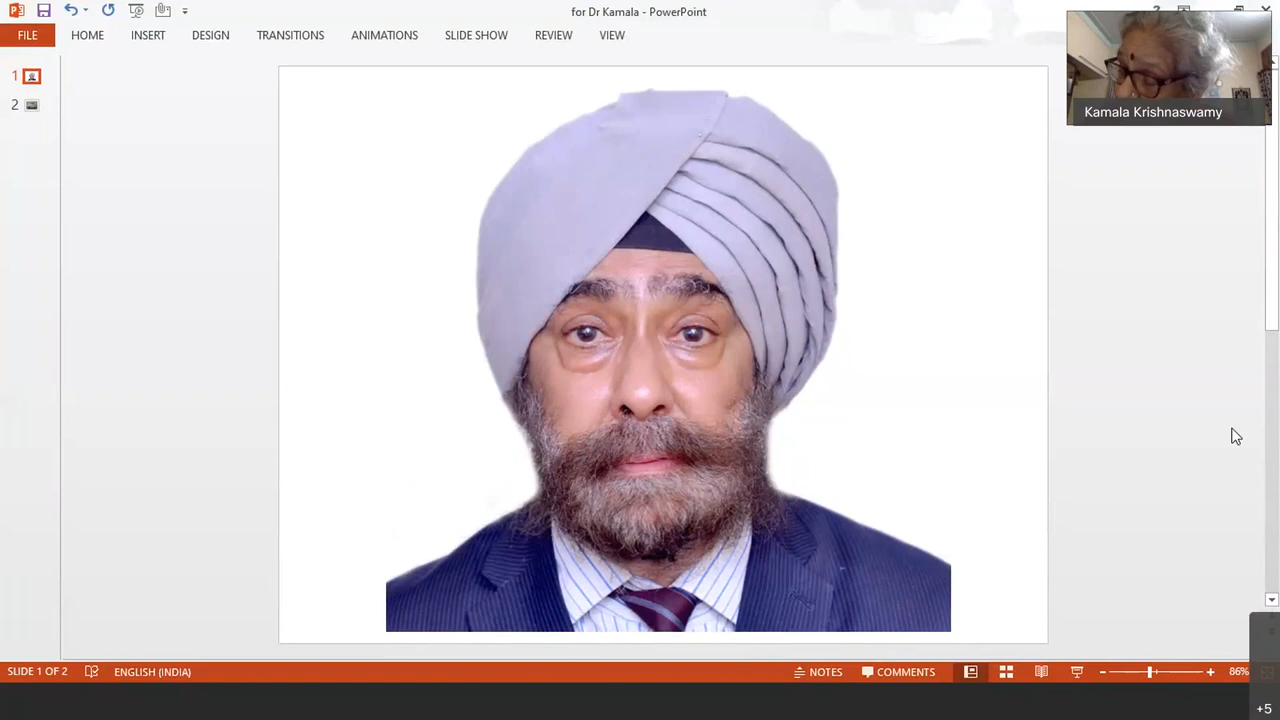 for Dr Kamala - PowerPoint
FILE HOME INSERT DESIGN TRANSITIONS ANIMATIONS SLIDE SHOW REVIEW VIEW
Kamala Krishnaswamy
1
2
SLIDE 1 OF 2 ENGLISH (INDIA) NOTES COMMENTS 86%
+5